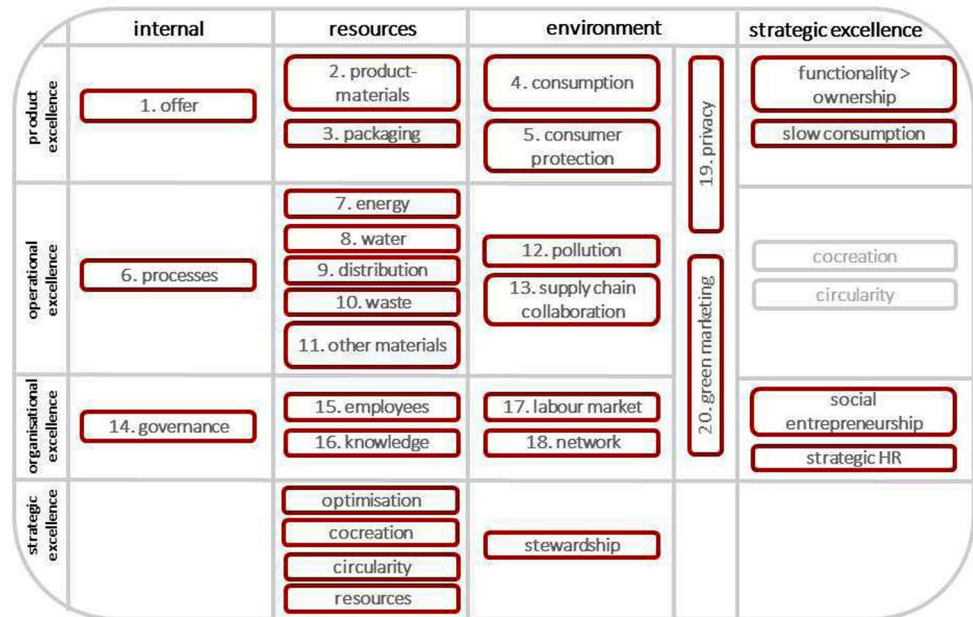 internal
resources
environment
strategic excellence
product
excellence
1. offer
2. product-
materials
3. packaging
4. consumption
5. consumer
protection
19. privacy
functionality>
ownership
slow consumption
operational
excellence
6. processes
7. energy
8. water
9. distribution
10. waste
11. other materials
12. pollution
13. supply chain
collaboration
20. green marketing
cocreation
circularity
organisational
excellence
14. governance
15. employees
16. knowledge
17. labour market
18. network
social
entrepreneurship
strategic HR
strategic
excellence
optimisation
cocreation
circularity
resources
stewardship